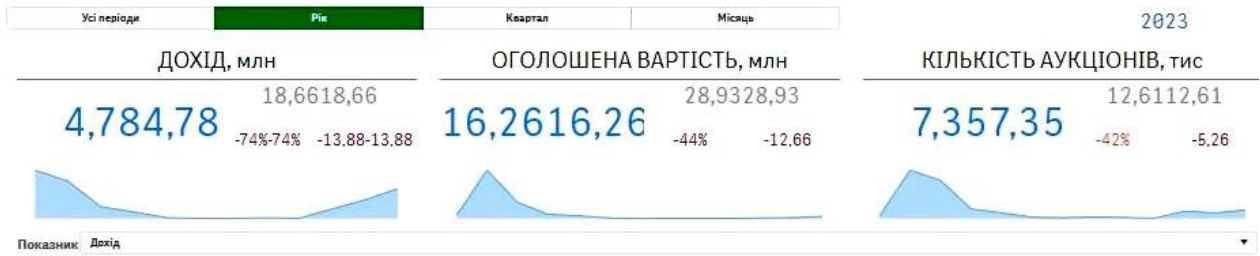 Усі періоди Рік Квартал Місяць
2023
ДОХІД, млн ОГОЛОШЕНА ВАРТІСТЬ, млн КІЛЬКІСТЬ АУКЦІОНІВ, тис
18,6618,66 28,9328,93 12,6112,61
4,784,78 16,2616,26 7,357,35
-74%-74% -13,88-13,88 -44% -12,66 -42% -5,26
Показник Дохід